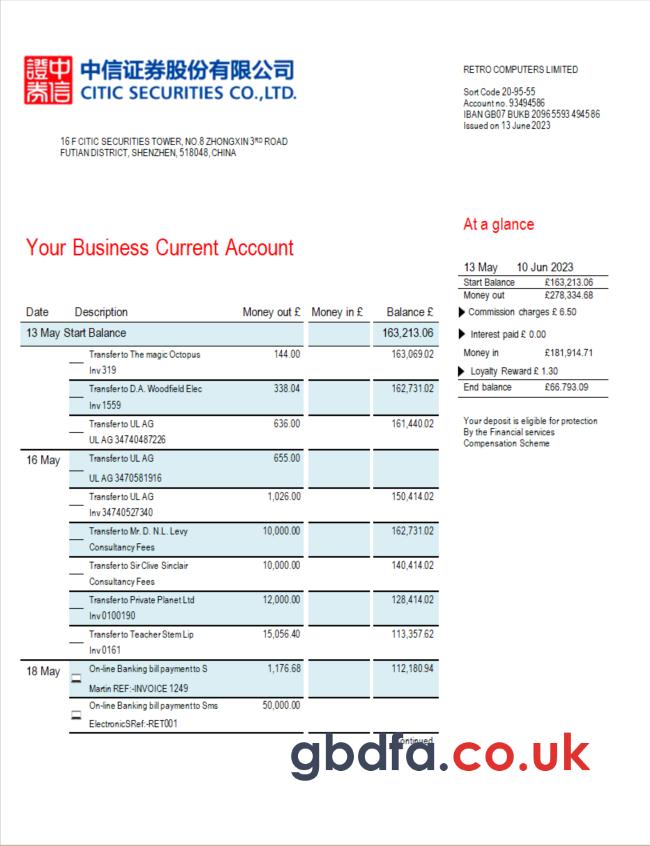 證中
券信
中信证券股份有限公司
CITIC SECURITIES CO.,LTD.
16 F CITIC SECURITIES TOWER, NO.8 ZHONGXIN 3RD ROAD
FUTIAN DISTRICT, SHENZHEN, 518048, CHINA
RETRO COMPUTERS LIMITED
Sort Code 20-95-55
Account no. 93494586
IBAN GB07 BUKB 2096 5593 4945 86
Issued on 13 June 2023
Your Business Current Account
At a glance
13 May 10 Jun 2023
Start Balance £163,213.06
Money out £278,334.68
Commission charges £ 6.50
Interest paid £ 0.00
Money in £181,914.71
Loyalty Reward £ 1.30
End balance £66.793.09
Your deposit is eligible for protection
By the Financial services
Compensation Scheme
Date Description Money out £ Money in £ Balance £
13 May Start Balance 163,213.06
Transfer to The magic Octopus 144.00 163,069.02
Inv 319
Transfer to D.A. Woodfield Elec 338.04 162,731.02
Inv 1559
Transfer to UL AG 636.00 161,440.02
UL AG 34740487226
16 May Transfer to UL AG 655.00
UL AG 3470581916
Transfer to UL AG 1,026.00 150,414.02
Inv 34740527340
Transfer to Mr. D. N.L. Levy 10,000.00 162,731.02
Consultancy Fees
Transfer to Sir Clive Sinclair 10,000.00 140,414.02
Consultancy Fees
Transfer to Private Planet Ltd 12,000.00 128,414.02
Inv 0100190
Transfer to Teacher Stem Lip 15,056.40 113,357.62
Inv 0161
18 May On-line Banking bill payment to S 1,176.68 112,180.94
Martin REF:-INVOICE 1249
On-line Banking bill payment to Sms 50,000.00
ElectronicSRef:-RET001
Continued
gbdfa.co.uk